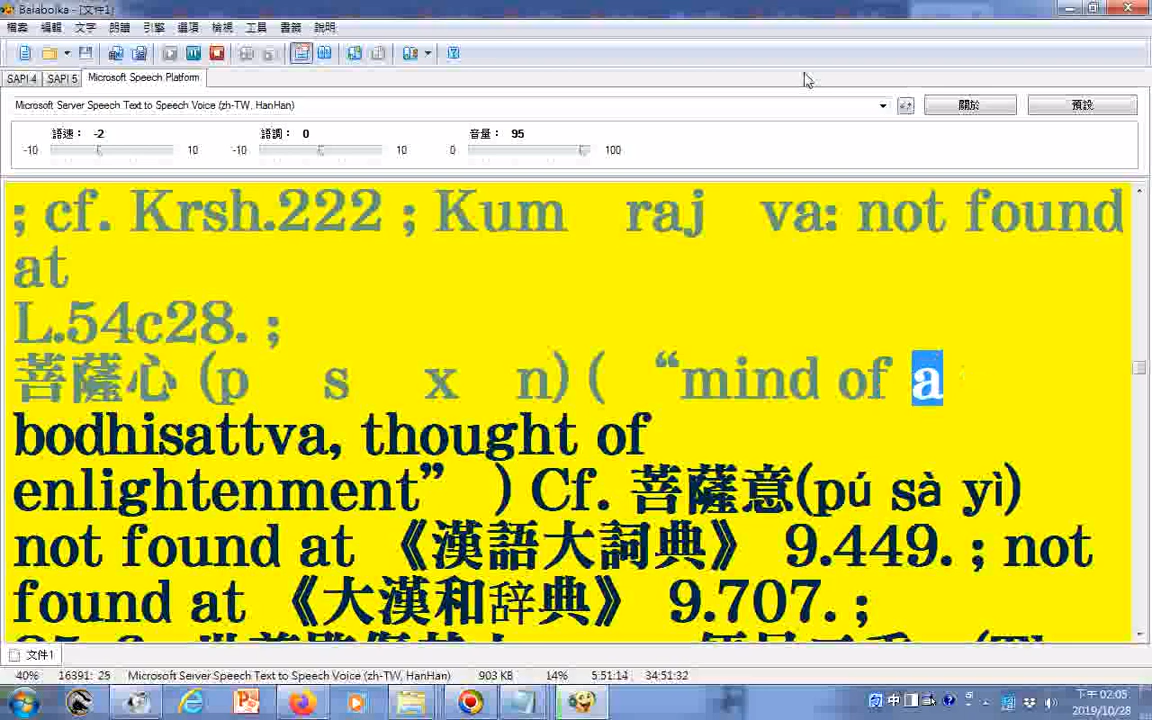 Balabolka - [文件1]
檔案 編輯 文字 朗讀 引擎 選項 檢視 工具 書籤 說明
SAPI 4 SAPI 5 Microsoft Speech Platform
Microsoft Server Speech Text to Speech Voice (zh-TW, HanHan) 關於 預設
語速： -2 語調： 0 音量： 95
-10 10 -10 10 0 100
; cf. Krsh.222 ; Kum raj va: not found
at
L.54c28. ;
菩薩心 (p s x n) ( “mind of a
bodhisattva, thought of
enlightenment” ) Cf. 菩薩意(pú sà yì)
not found at 《漢語大詞典》 9.449. ; not
found at 《大漢和辞典》 9.707. ;
文件1
40% 16391: 25 Microsoft Server Speech Text to Speech Voice (zh-TW, HanHan) 903 KB 14% 5:51:14 34:51:32
中 下午 02:05
2019/10/28